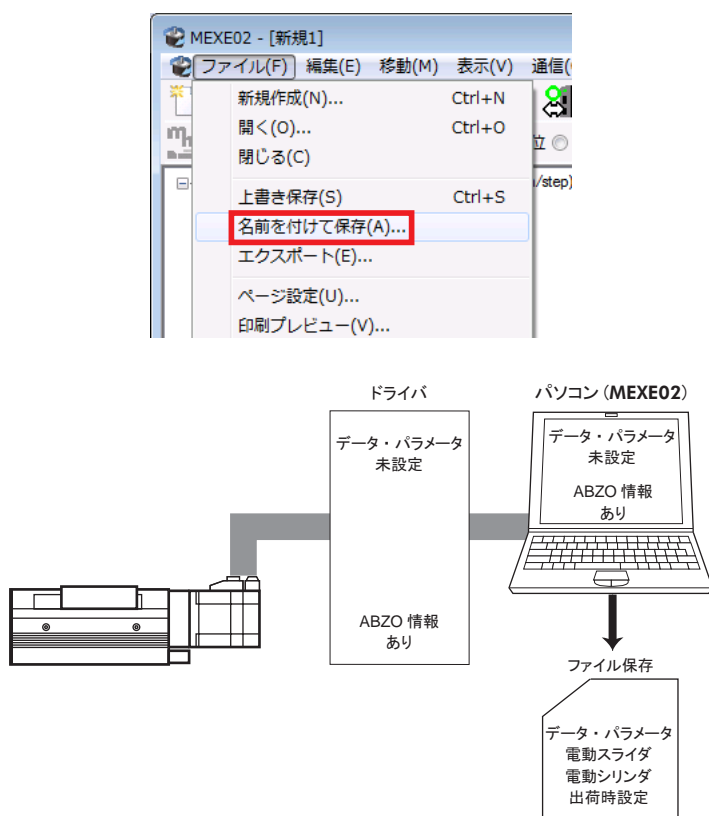 MEXE02 - [新規1]
ファイル(F) 編集(E) 移動(M) 表示(V) 通信(
新規作成(N)... Ctrl+N
開く(O)... Ctrl+O
位
閉じる(C)
/step)
上書き保存(S) Ctrl+S
名前を付けて保存(A)...
エクスポート(E)...
ページ設定(U)...
印刷プレビュー(V)...
ドライバ
パソコン（MEXE02）
データ・パラメータ
未設定
データ・パラメータ
未設定
ABZO 情報
あり
ABZO 情報
あり
ファイル保存
データ・パラメータ
電動スライダ
電動シリンダ
出荷時設定